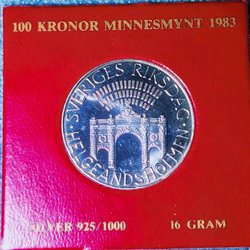 100 KRONOR MINNESMYNT 1983
SVERIGES RIKSDAG
HELGEANDSHOLMEN
SILVER 925/1000
16 GRAM